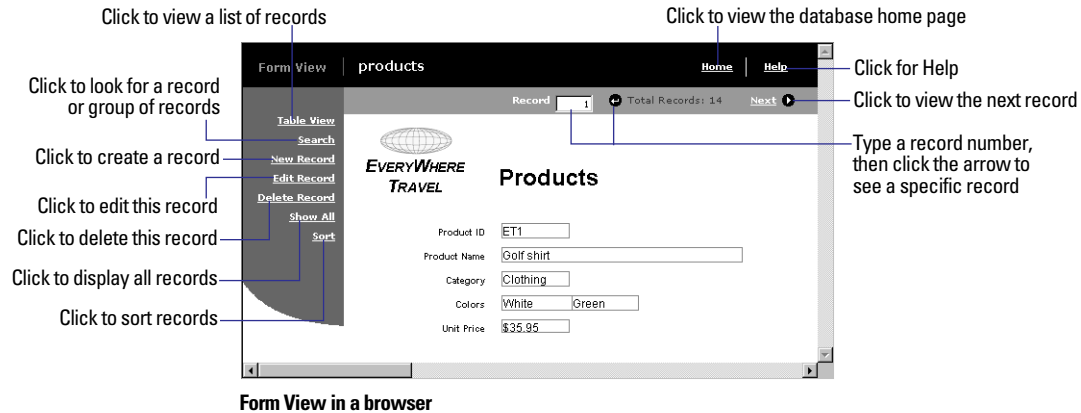 Click to view a list of records
Click to view the database home page
Form View | products
Home | Help
Click for Help
Click to look for a record
or group of records
Record 1 Total Records: 14 Next
Click to view the next record
Table View
Search
New Record
Edit Record
Delete Record
Show All
Sort
Click to create a record
Click to edit this record
Click to delete this record
Click to display all records
Click to sort records
Type a record number,
then click the arrow to
see a specific record
EVERYWHERE
TRAVEL
Products
Product ID ET1
Product Name Golf shirt
Category Clothing
Colors White Green
Unit Price $35.95
Form View in a browser